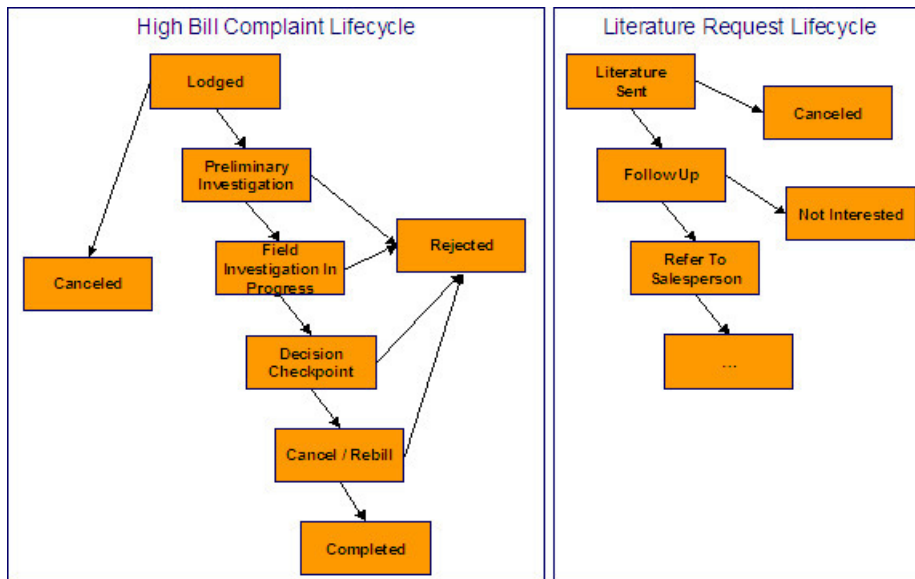 High Bill Complaint Lifecycle
Lodged
Preliminary
Investigation
Field
Investigation In
Progress
Rejected
Canceled
Decision
Checkpoint
Cancel / Rebill
Completed
Literature Request Lifecycle
Literature
Sent
Canceled
Follow Up
Not Interested
Refer To
Salesperson
...